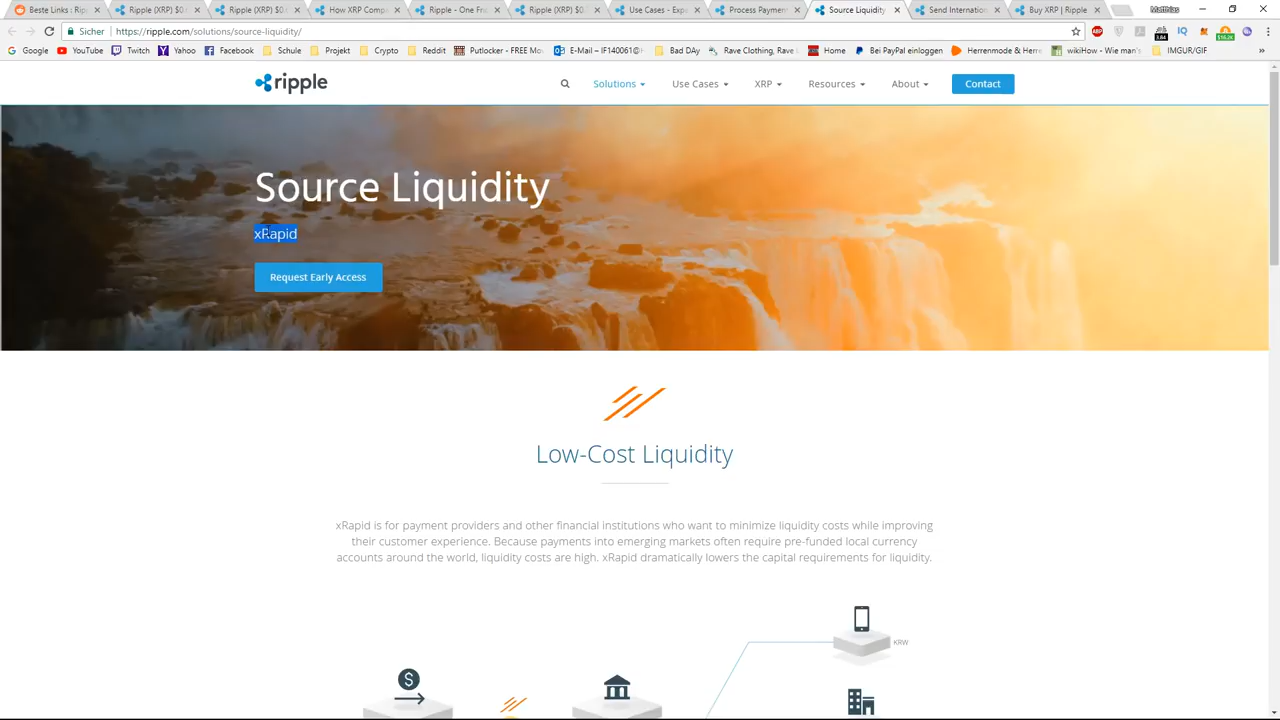 Beste Links : Rip
Ripple (XRP) $0.
Ripple (XRP) $0.
How XRP Comp
Ripple - One Fr
Ripple (XRP) $0.
Use Cases - Exp
Process Paymen
Source Liquidity
Send Internatio
Buy XRP | Ripple
Matthias
Sicher
https://ripple.com/solutions/source-liquidity/
Google
YouTube
Twitch
Yahoo
Facebook
Schule
Projekt
Crypto
Reddit
Putlocker - FREE Mov
E-Mail – IF140061@H
Bad DAy
Rave Clothing, Rave
Home
Bei PayPal einloggen
Herrenmode & Herre
wikiHow – Wie man's
IMGUR/GIF
»
ripple
Solutions
Use Cases
XRP
Resources
About
Contact
Source Liquidity
xRapid
Request Early Access
Low-Cost Liquidity
xRapid is for payment providers and other financial institutions who want to minimize liquidity costs while improving
their customer experience. Because payments into emerging markets often require pre-funded local currency
accounts around the world, liquidity costs are high. xRapid dramatically lowers the capital requirements for liquidity.
KRW
$